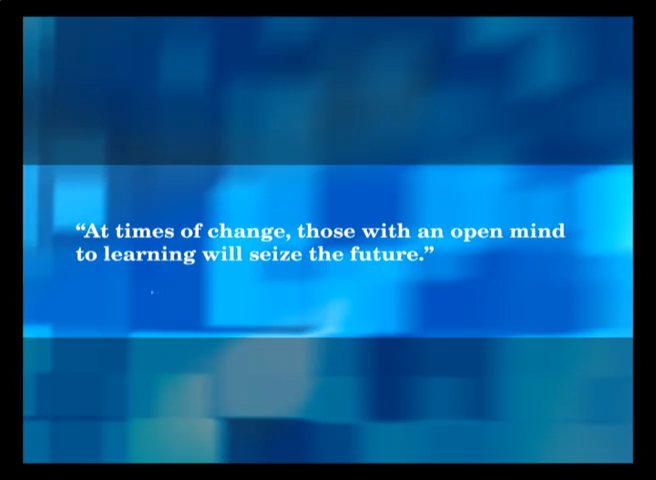 “At times of change, those with an open mind
to learning will seize the future.”